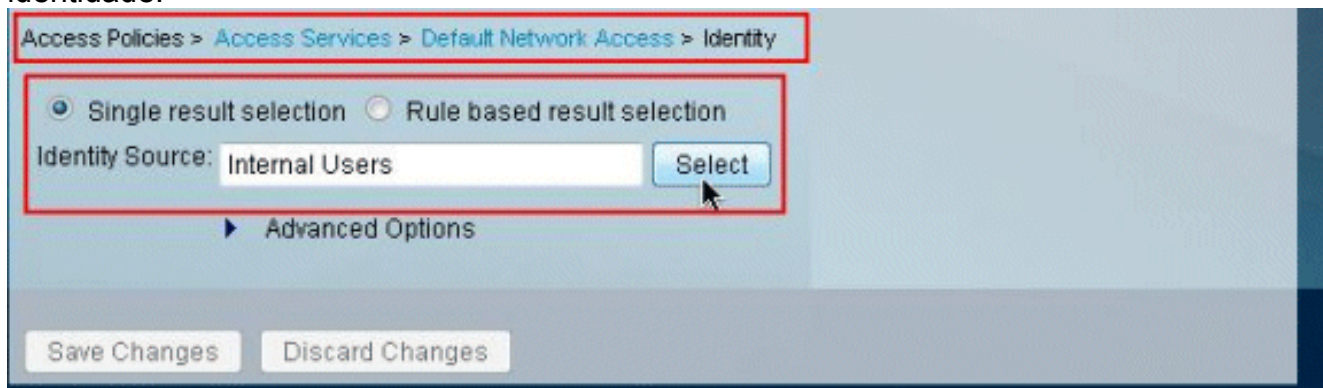 identidade.
Access Policies > Access Services > Default Network Access > Identity
Single result selection Rule based result selection
Identity Source: Internal Users Select
Advanced Options
Save Changes Discard Changes